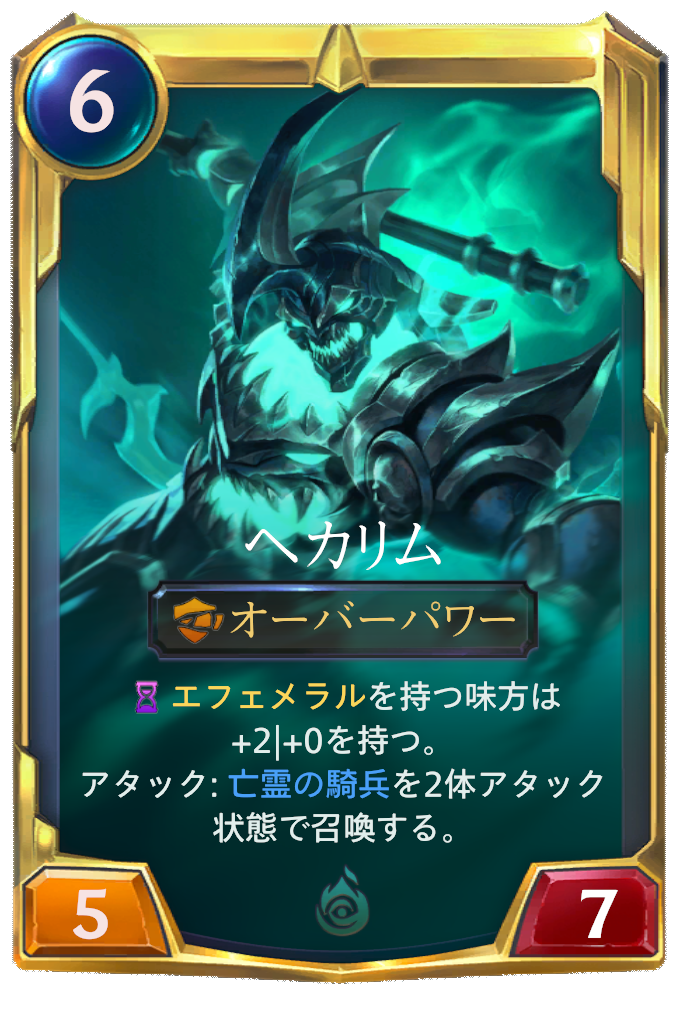 6
ヘカリム
オーバーパワー
エフェメラルを持つ味方は
+2|+0を持つ。
アタック: 亡霊の騎兵を2体アタック
状態で召喚する。
5
7